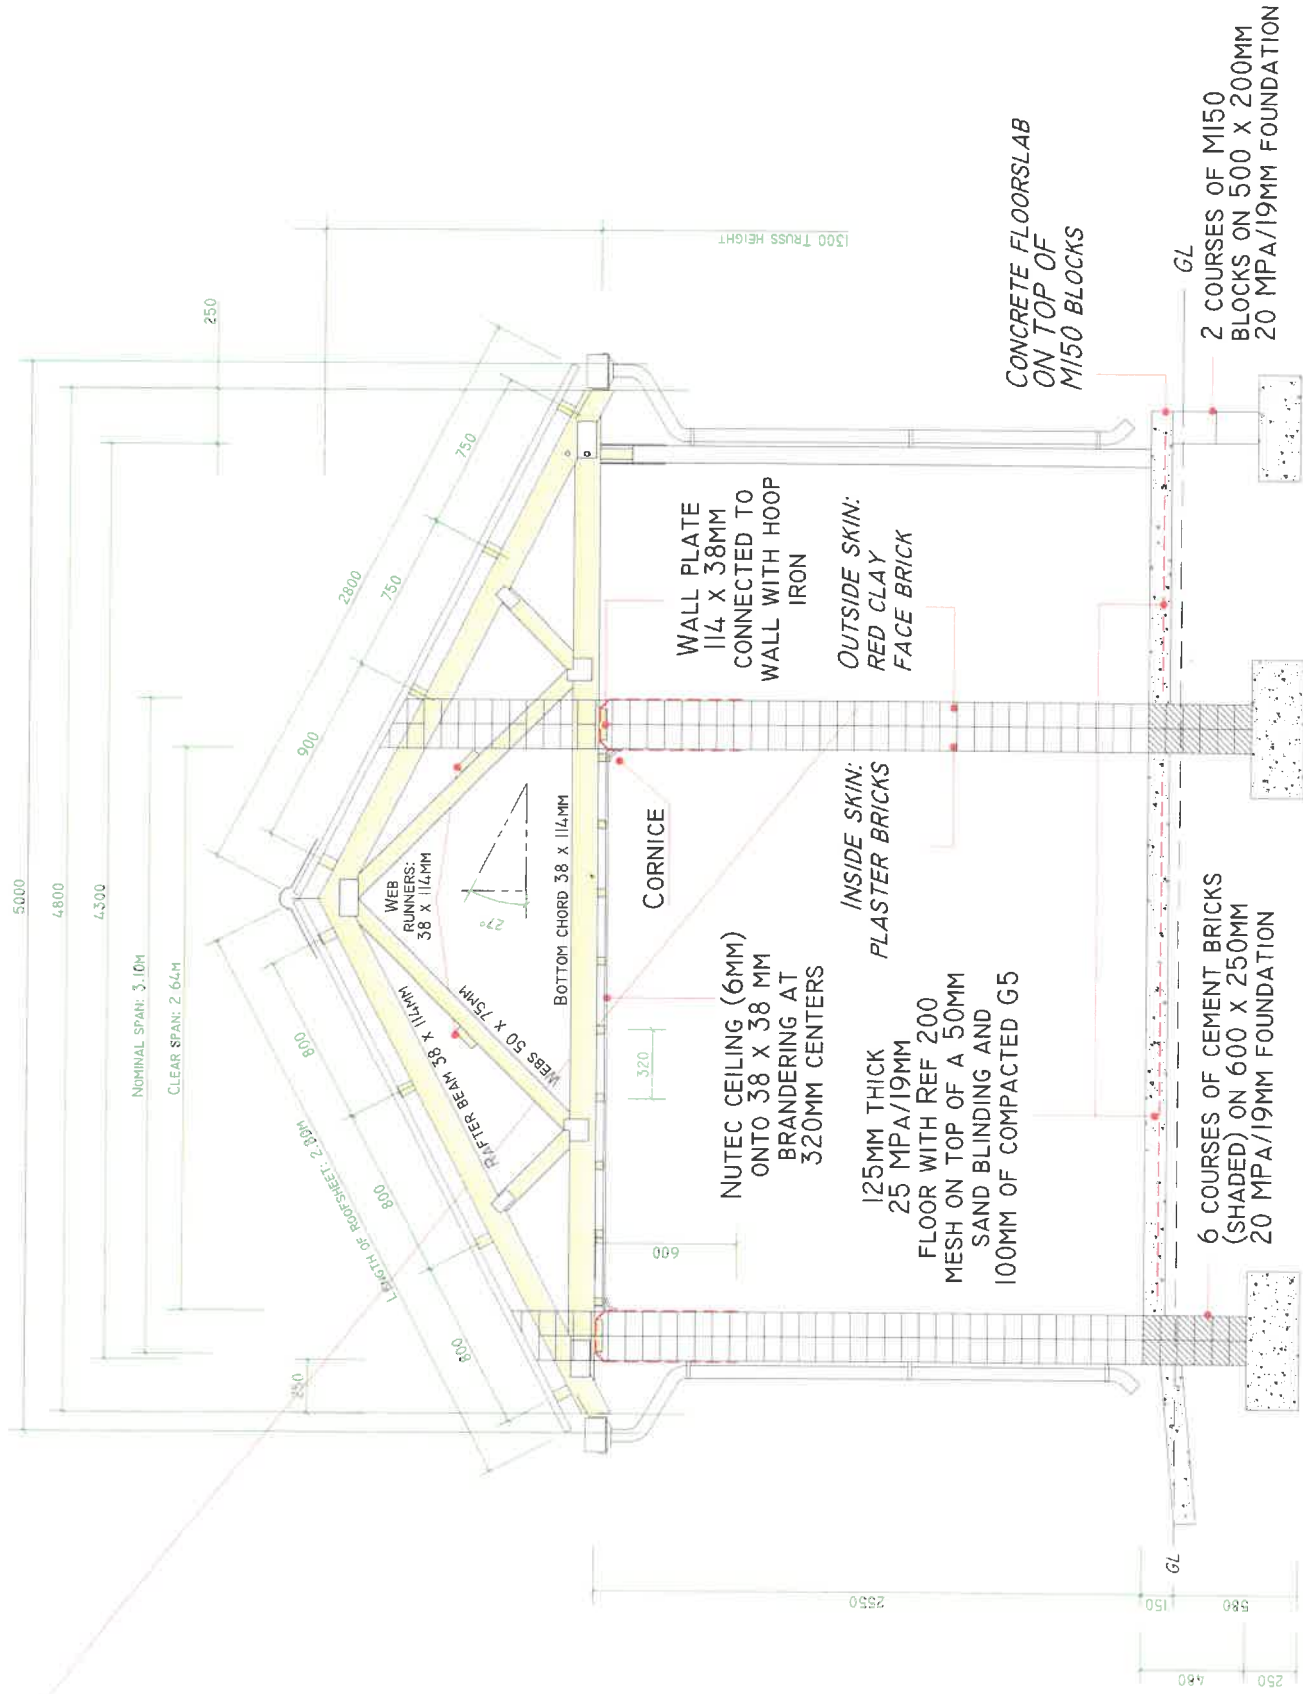 5000
4800
4300
250
NOMINAL SPAN: 3.10M
CLEAR SPAN: 2.64M
250
LENGTH OF ROOFSHEET: 2.80M
800
800
800
2800
900
750
750
1300 TRUSS HEIGHT
WEB
RUNNERS:
38 X 114MM
RAFTER BEAM 38 X 114MM
WEBS 50 X 75MM
27°
BOTTOM CHORD 38 X 114MM
320
600
CORNICE
WALL PLATE
114 X 38MM
CONNECTED TO
WALL WITH HOOP
IRON
NUTEC CEILING (6MM)
ONTO 38 X 38 MM
BRANDERING AT
320MM CENTERS
INSIDE SKIN:
PLASTER BRICKS
OUTSIDE SKIN:
RED CLAY
FACE BRICK
125MM THICK
25 MPA/19MM
FLOOR WITH REF 200
MESH ON TOP OF A 50MM
SAND BLINDING AND
100MM OF COMPACTED G5
CONCRETE FLOORSLAB
ON TOP OF
M150 BLOCKS
GL
GL
2550
150
580
480
250
6 COURSES OF CEMENT BRICKS
(SHADED) ON 600 X 250MM
20 MPA/19MM FOUNDATION
2 COURSES OF M150
BLOCKS ON 500 X 200MM
20 MPA/19MM FOUNDATION